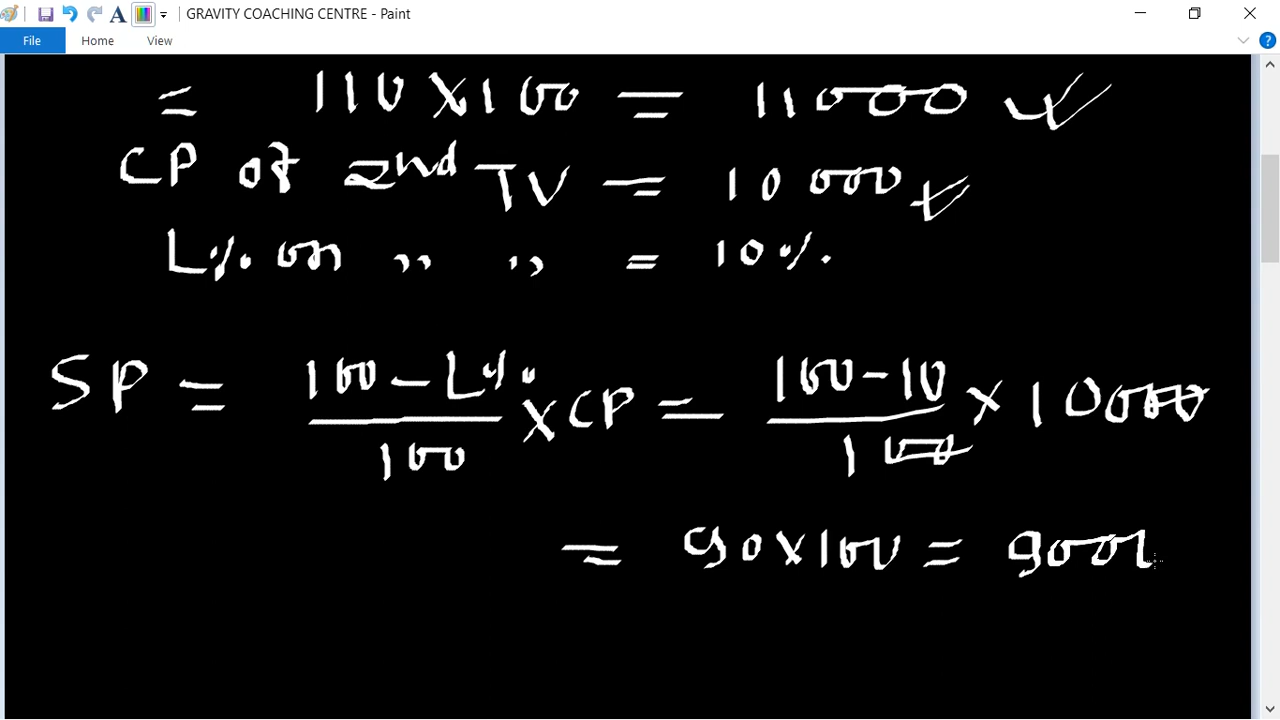 GRAVITY COACHING CENTRE - Paint
File Home View
= 110 × 100 = 11000
CP of 2nd TV = 10000
L% on ,, ,, = 10%
SP = 100 - L% / 100 × CP = 100 - 10 / 100 × 10000
= 90 × 100 = 900